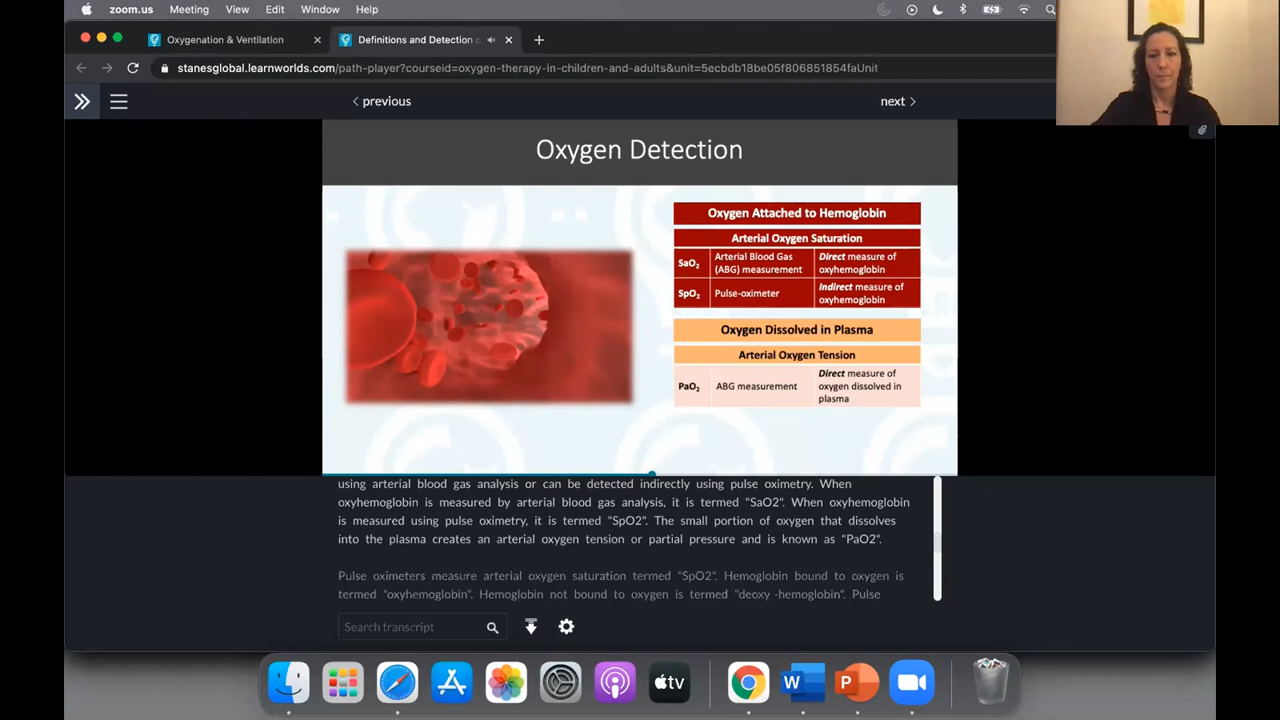 zoom.us Meeting View Edit Window Help
Oxygenation & Ventilation
Definitions and Detection
stanesglobal.learnworlds.com/path-player?courseid=oxygen-therapy-in-children-and-adults&unit=5ecbdb18be05f806851854faUnit
previous
next
Oxygen Detection
Oxygen Attached to Hemoglobin
Arterial Oxygen Saturation
SaO₂ Arterial Blood Gas (ABG) measurement Direct measure of oxyhemoglobin
SpO₂ Pulse-oximeter Indirect measure of oxyhemoglobin
Oxygen Dissolved in Plasma
Arterial Oxygen Tension
PaO₂ ABG measurement Direct measure of oxygen dissolved in plasma
using arterial blood gas analysis or can be detected indirectly using pulse oximetry. When
oxyhemoglobin is measured by arterial blood gas analysis, it is termed "SaO2". When oxyhemoglobin
is measured using pulse oximetry, it is termed "SpO2". The small portion of oxygen that dissolves
into the plasma creates an arterial oxygen tension or partial pressure and is known as "PaO2".
Pulse oximeters measure arterial oxygen saturation termed "SpO2". Hemoglobin bound to oxygen is
termed "oxyhemoglobin". Hemoglobin not bound to oxygen is termed "deoxy -hemoglobin". Pulse
Search transcript
tv
W
P